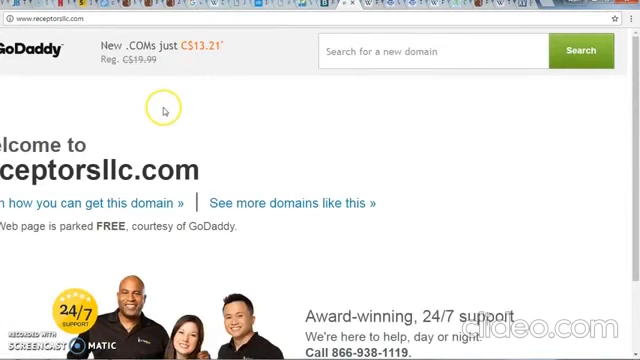 www.receptorsllc.com
GoDaddy
New .COMs just C$13.21*
Reg. C$19.99
Search for a new domain
Search
elcome to
ceptorsllc.com
n how you can get this domain »
See more domains like this »
Web page is parked FREE, courtesy of GoDaddy.
24/7
SUPPORT
Award-winning, 24/7 support
We're here to help, day or night.
Call 866-938-1119.
RECORDED WITH
SCREENCAST MATIC
clideo.com